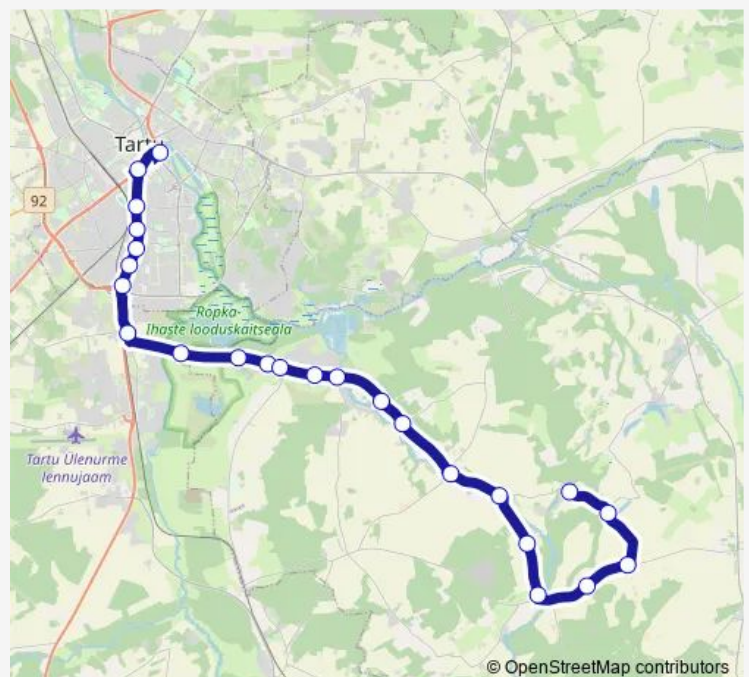 Tartu
92
Ropka-
Ihaste looduskaitseala
Tartu Ülenurme
lennujaam
© OpenStreetMap contributors